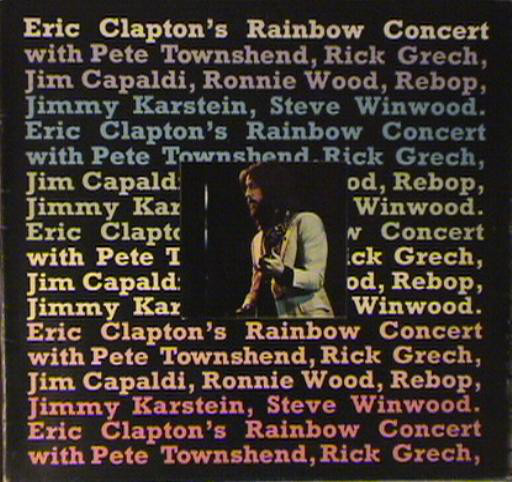 Eric Clapton's Rainbow Concert
with Pete Townshend, Rick Grech,
Jim Capaldi, Ronnie Wood, Rebop,
Jimmy Karstein, Steve Winwood.
Eric Clapton's Rainbow Concert
with Pete Townshend, Rick Grech,
Jim Capald od, Rebop,
Jimmy Kar Winwood.
Eric Clapto w Concert
with Pete T ick Grech,
Jim Capald od, Rebop,
Jimmy Kar Winwood.
Eric Clapton's Rainbow Concert
with Pete Townshend, Rick Grech,
Jim Capaldi, Ronnie Wood, Rebop,
Jimmy Karstein, Steve Winwood.
Eric Clapton's Rainbow Concert
with Pete Townshend, Rick Grech,